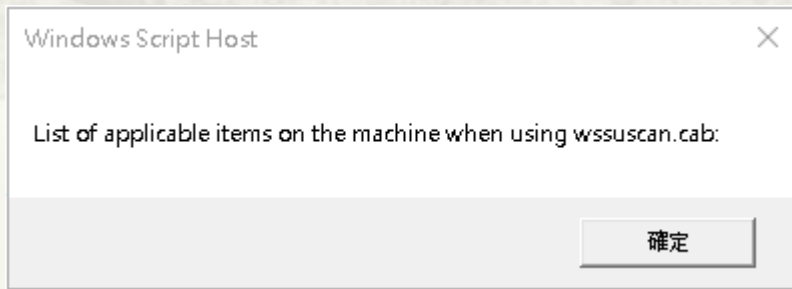 Windows Script Host
List of applicable items on the machine when using wssuscan.cab:
確定